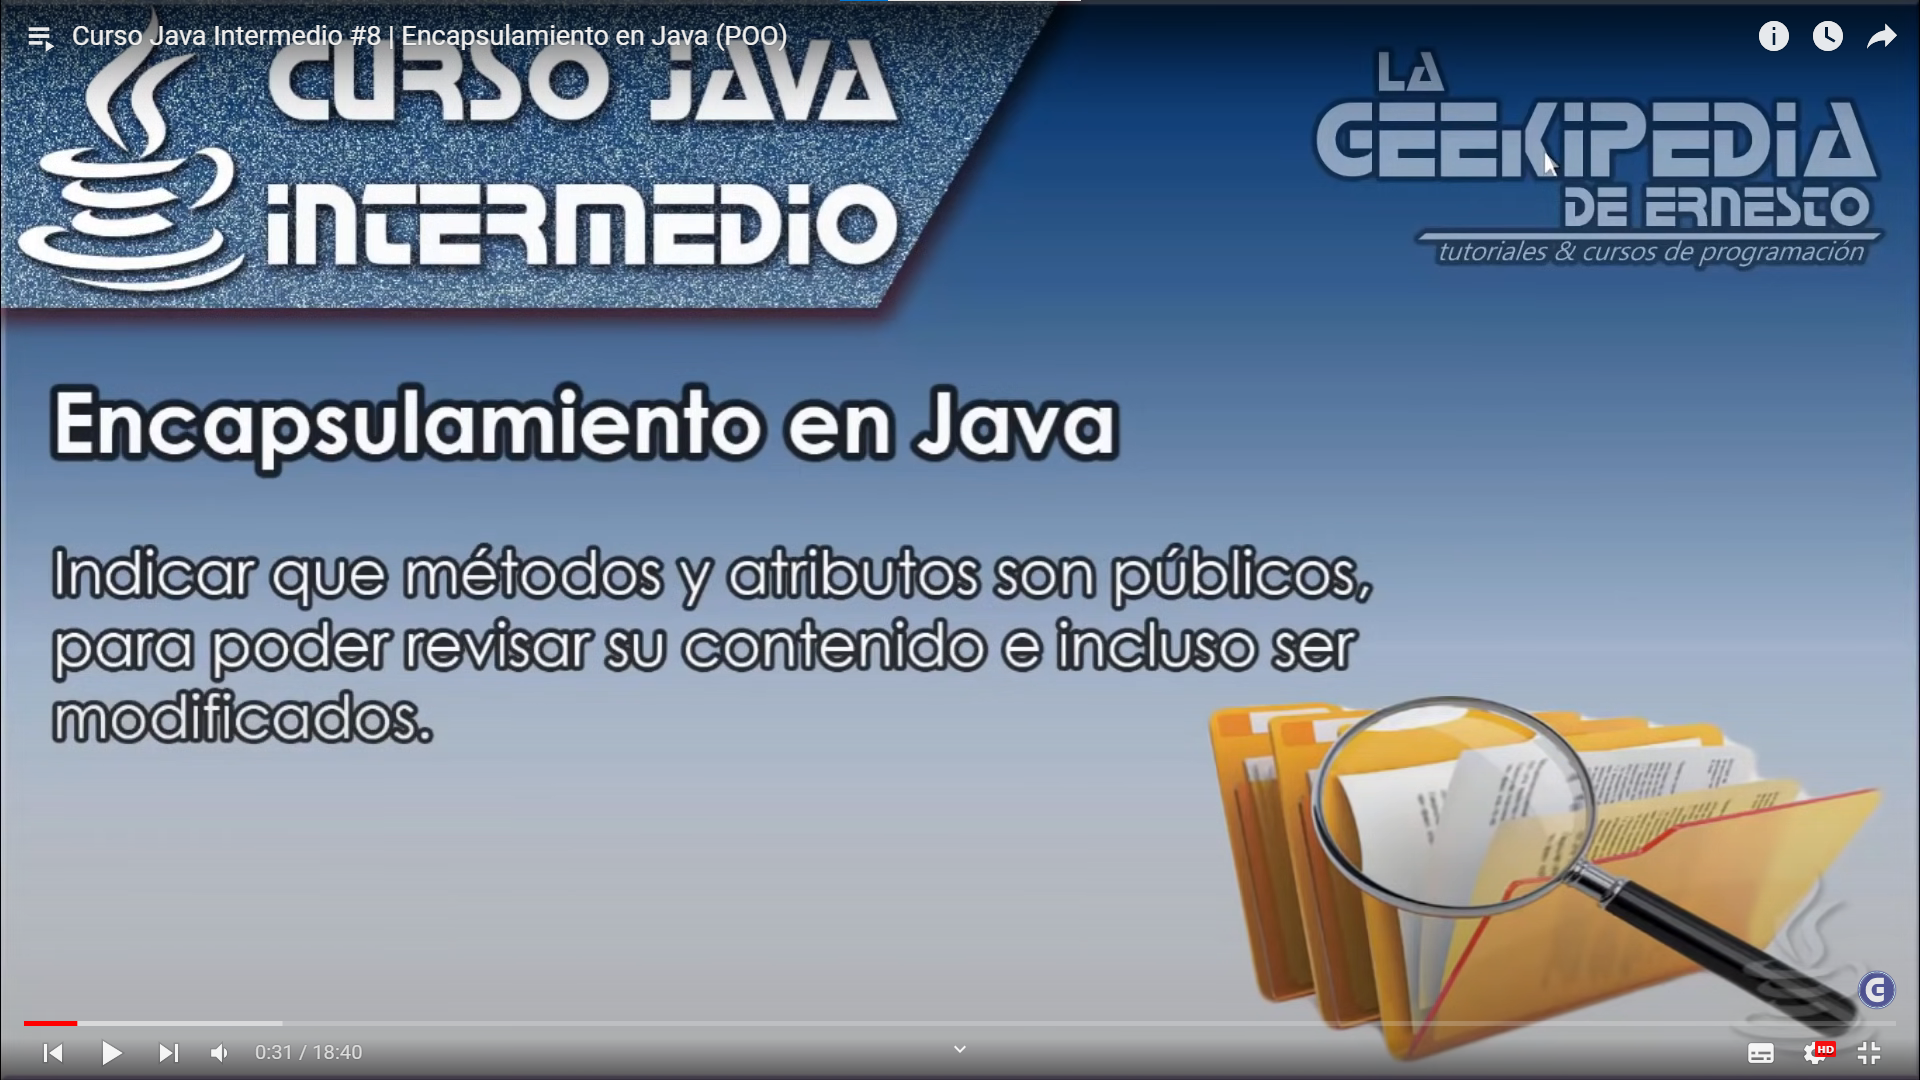 Curso Java Intermedio #8 | Encapsulamiento en Java (POO)
CURSO JAVA
INTERMEDIO
LA
GEEKIPEDIA
DE ERNESTO
tutoriales & cursos de programación
Encapsulamiento en Java
Indicar que métodos y atributos son públicos,
para poder revisar su contenido e incluso ser
modificados.
G
0:31 / 18:40
HD